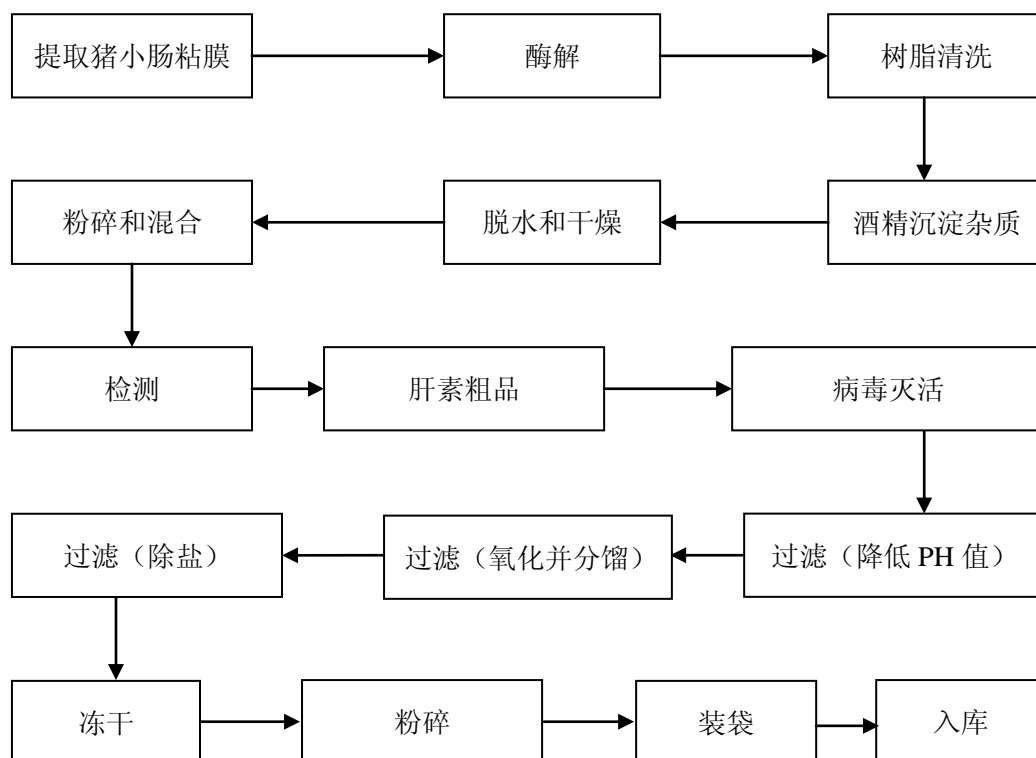 提取猪小肠粘膜
酶解
树脂清洗
粉碎和混合
脱水和干燥
酒精沉淀杂质
检测
肝素粗品
病毒灭活
过滤（除盐）
过滤（氧化并分馏）
过滤（降低 PH 值）
冻干
粉碎
装袋
入库